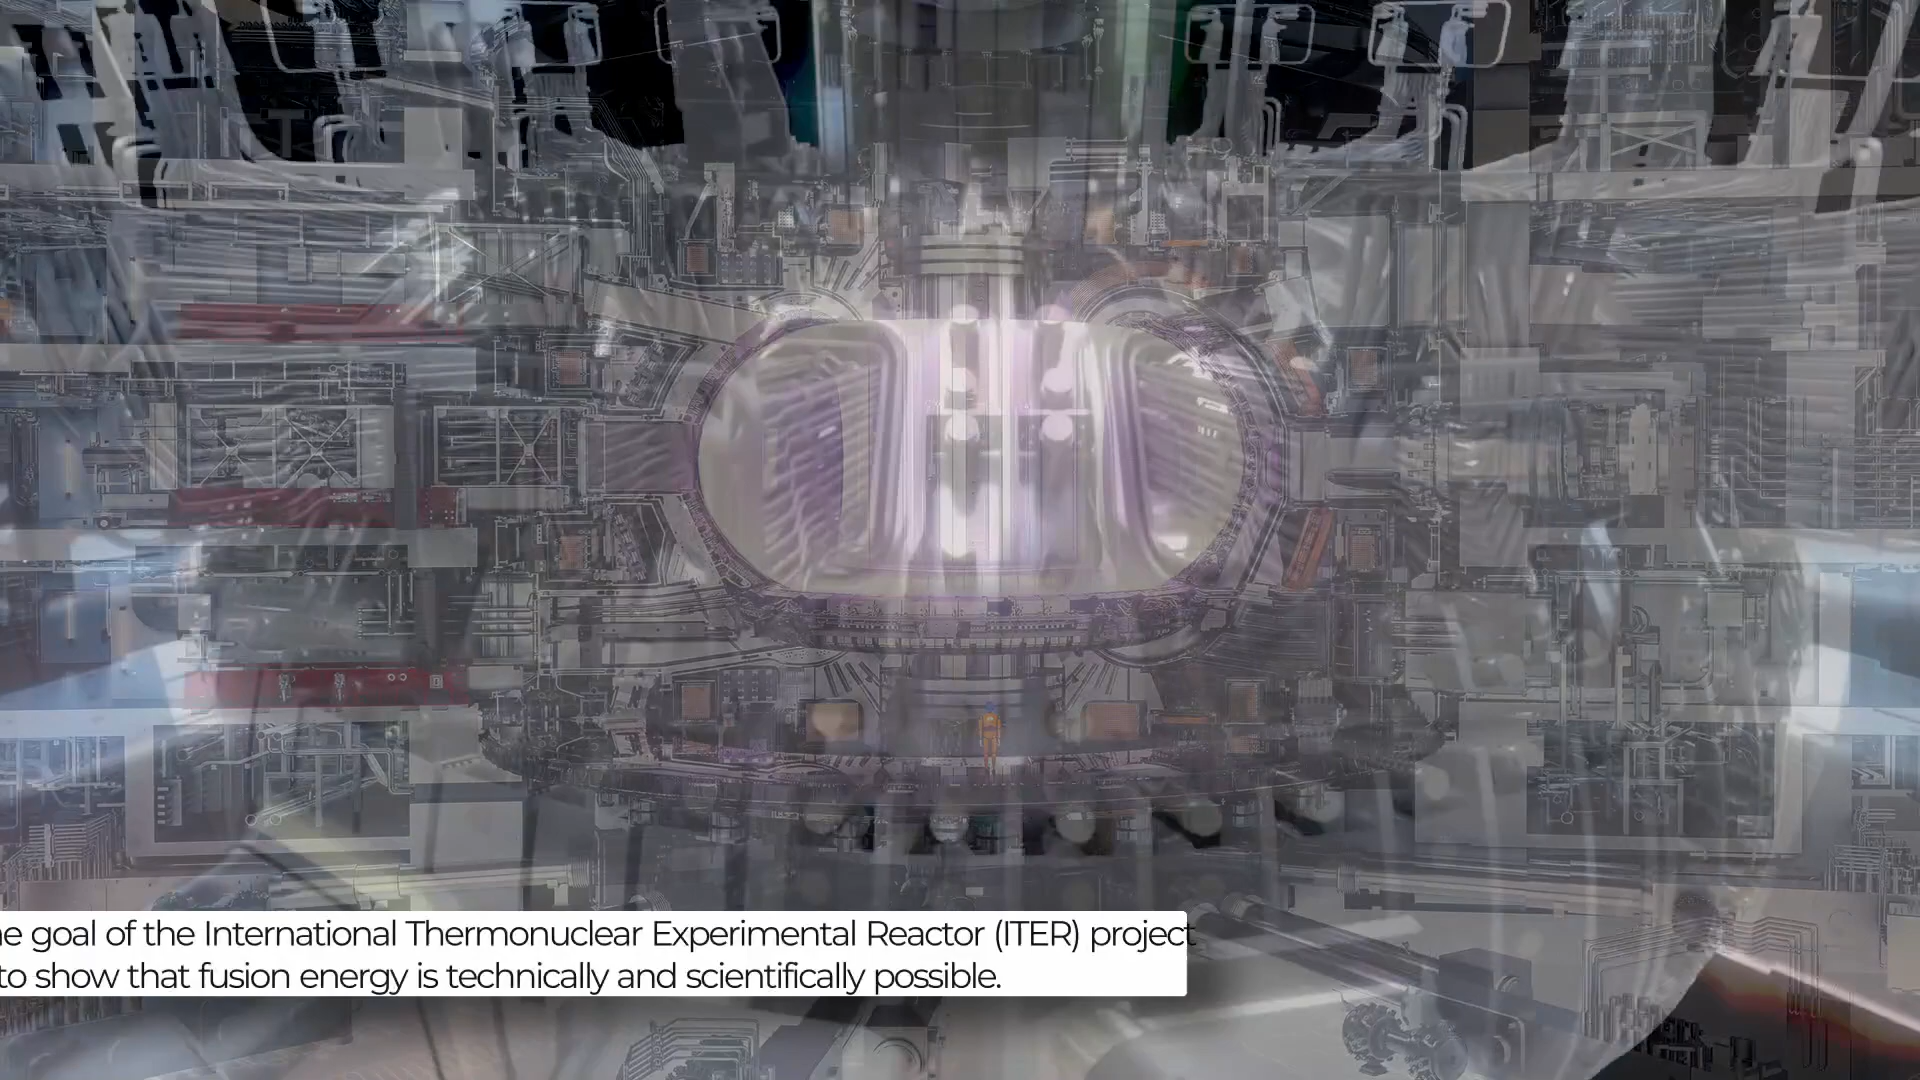 goal of the International Thermonuclear Experimental Reactor (ITER) project
to show that fusion energy is technically and scientifically possible.